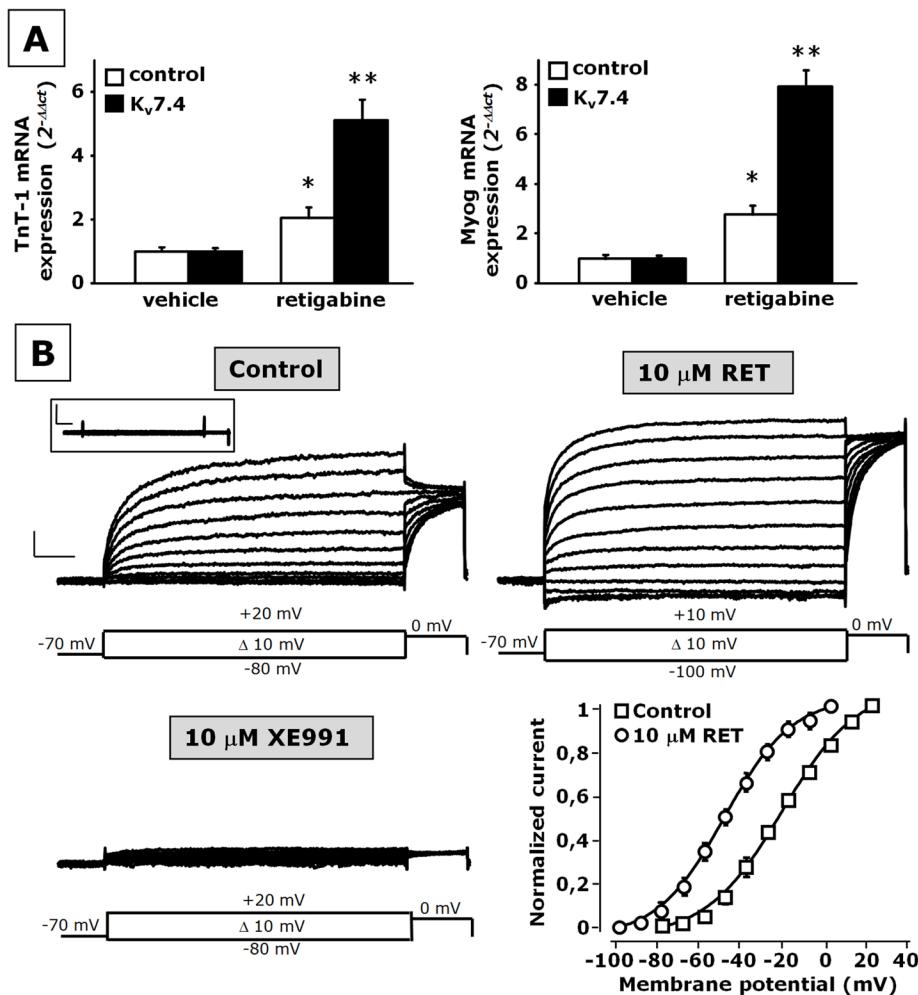 A
TnT-1 mRNA
expression (2-ΔΔct)
6
4
2
0
control
Kv7.4
*
**
vehicle
retigabine
Myog mRNA
expression (2-ΔΔct)
8
6
4
2
0
control
Kv7.4
*
**
vehicle
retigabine
B
Control
10 μM RET
+20 mV
-70 mV
Δ 10 mV
0 mV
-80 mV
+10 mV
-70 mV
Δ 10 mV
0 mV
-100 mV
10 μM XE991
+20 mV
-70 mV
Δ 10 mV
0 mV
-80 mV
Normalized current
1
0,8
0,6
0,4
0,2
0
Control
10 μM RET
-100 -80 -60 -40 -20 0 20 40
Membrane potential (mV)